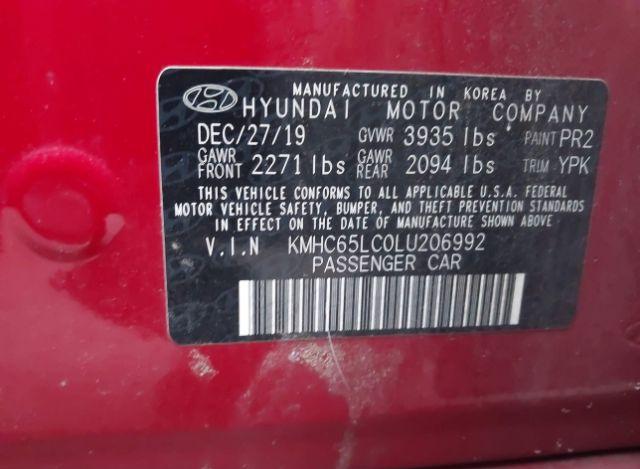 MANUFACTURED IN KOREA BY
HYUNDAI MOTOR COMPANY
DEC/27/19 GVWR 3935 lbs PAINT PR2
GAWR FRONT 2271 lbs GAWR REAR 2094 lbs TRIM YPK
THIS VEHICLE CONFORMS TO ALL APPLICABLE U.S.A. FEDERAL
MOTOR VEHICLE SAFETY, BUMPER, AND THEFT PREVENTION STANDARDS
IN EFFECT ON THE DATE OF MANUFACTURE SHOWN ABOVE.
V.I.N KMHC65LC0LU206992
PASSENGER CAR